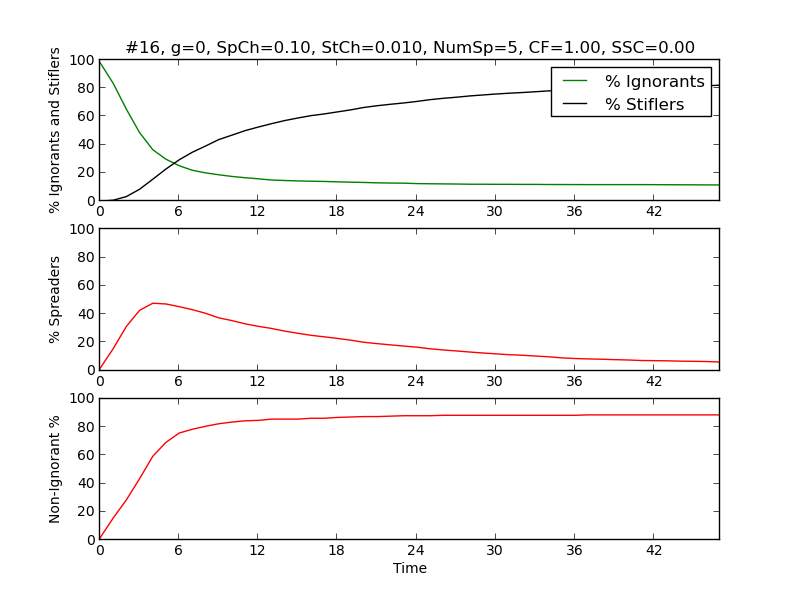 #16, g=0, SpCh=0.10, StCh=0.010, NumSp=5, CF=1.00, SSC=0.00
% Ignorants and Stiflers
100
80
60
40
20
0
% Ignorants
% Stiflers
0 6 12 18 24 30 36 42
% Spreaders
100
80
60
40
20
0
0 6 12 18 24 30 36 42
Non-Ignorant %
100
80
60
40
20
0
0 6 12 18 24 30 36 42
Time